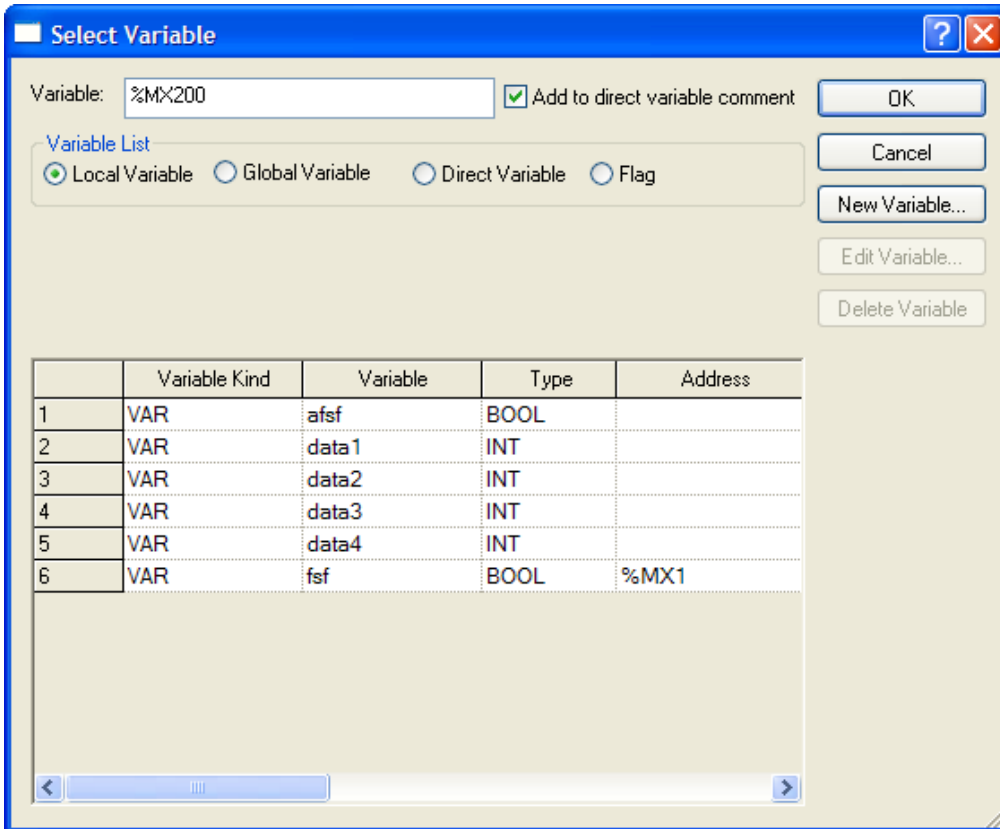 Select Variable
Variable: %MX200 Add to direct variable comment OK
Variable List Cancel
Local Variable Global Variable Direct Variable Flag
New Variable...
Edit Variable...
Delete Variable
Variable Kind Variable Type Address
1 VAR afsf BOOL
2 VAR data1 INT
3 VAR data2 INT
4 VAR data3 INT
5 VAR data4 INT
6 VAR fsf BOOL %MX1